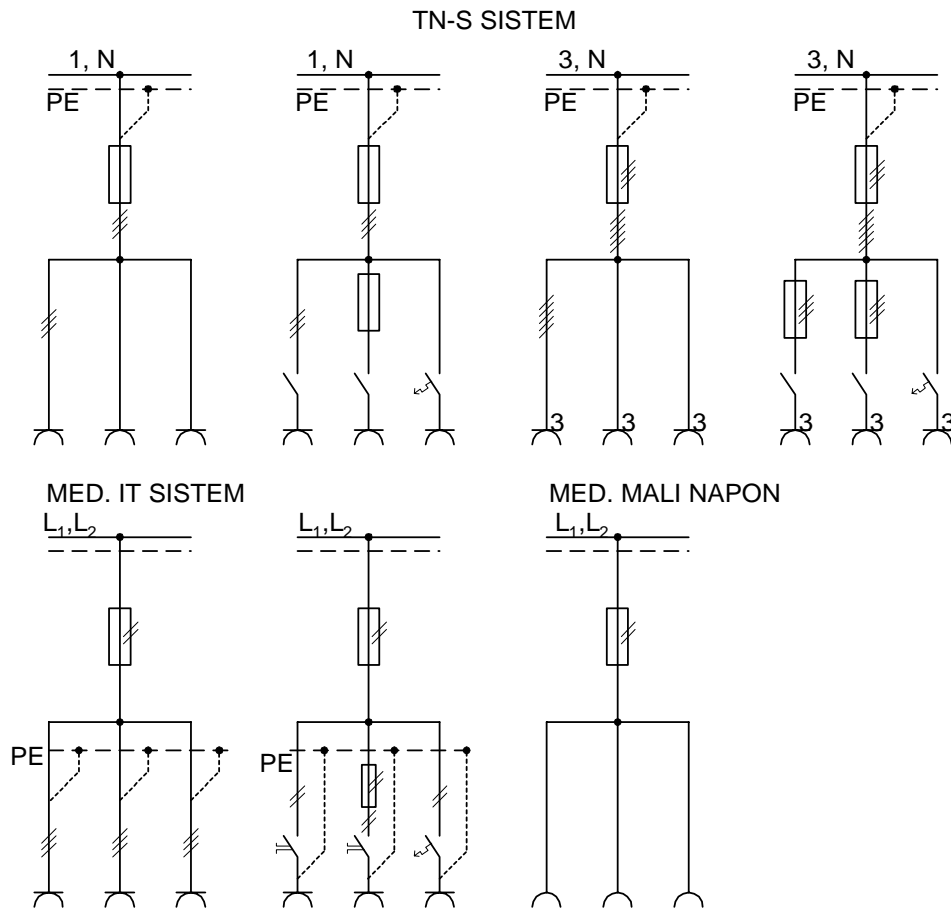 TN-S SISTEM
1, N 1, N 3, N 3, N
PE PE PE PE
3 3 3 3 3 3
MED. IT SISTEM MED. MALI NAPON
L₁,L₂ L₁,L₂ L₁,L₂
PE PE